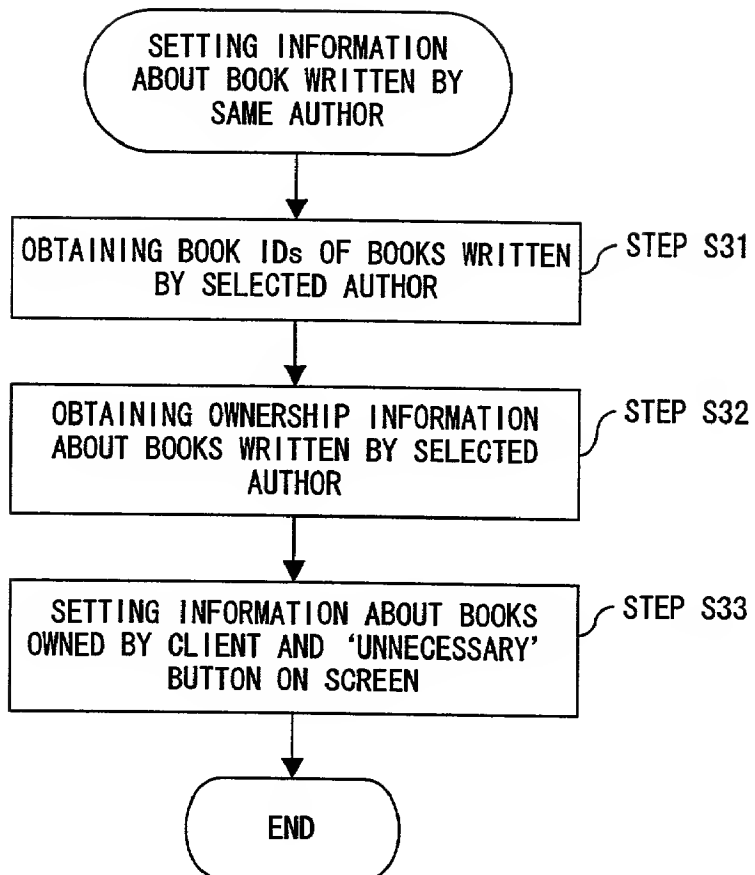 SETTING INFORMATION
ABOUT BOOK WRITTEN BY
SAME AUTHOR
OBTAINING BOOK IDs OF BOOKS WRITTEN
BY SELECTED AUTHOR
STEP S31
OBTAINING OWNERSHIP INFORMATION
ABOUT BOOKS WRITTEN BY SELECTED
AUTHOR
STEP S32
SETTING INFORMATION ABOUT BOOKS
OWNED BY CLIENT AND ‘UNNECESSARY’
BUTTON ON SCREEN
STEP S33
END